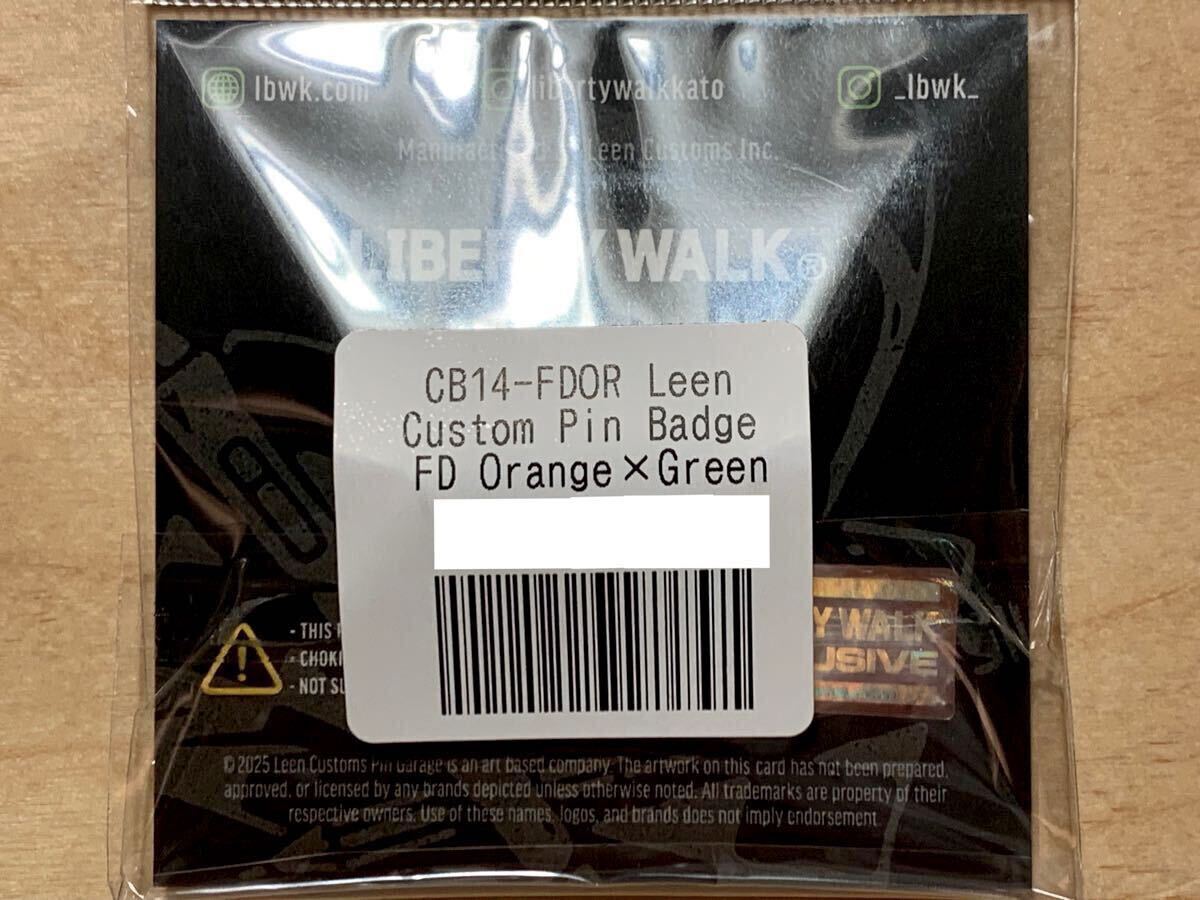 lbwk.com libertywalkkato _lbwk_
Leen Customs Inc.
LIBERTY WALK®
CB14-FDOR Leen
Custom Pin Badge
FD Orange×Green
- THIS
- CHOKI
- NOT SU
Y WALK
USIVE
© 2025 Leen Customs Pin Garage is an art based company. The artwork on this card has not been prepared,
approved, or licensed by any brands depicted unless otherwise noted. All trademarks are property of their
respective owners. Use of these names, logos, and brands does not imply endorsement.